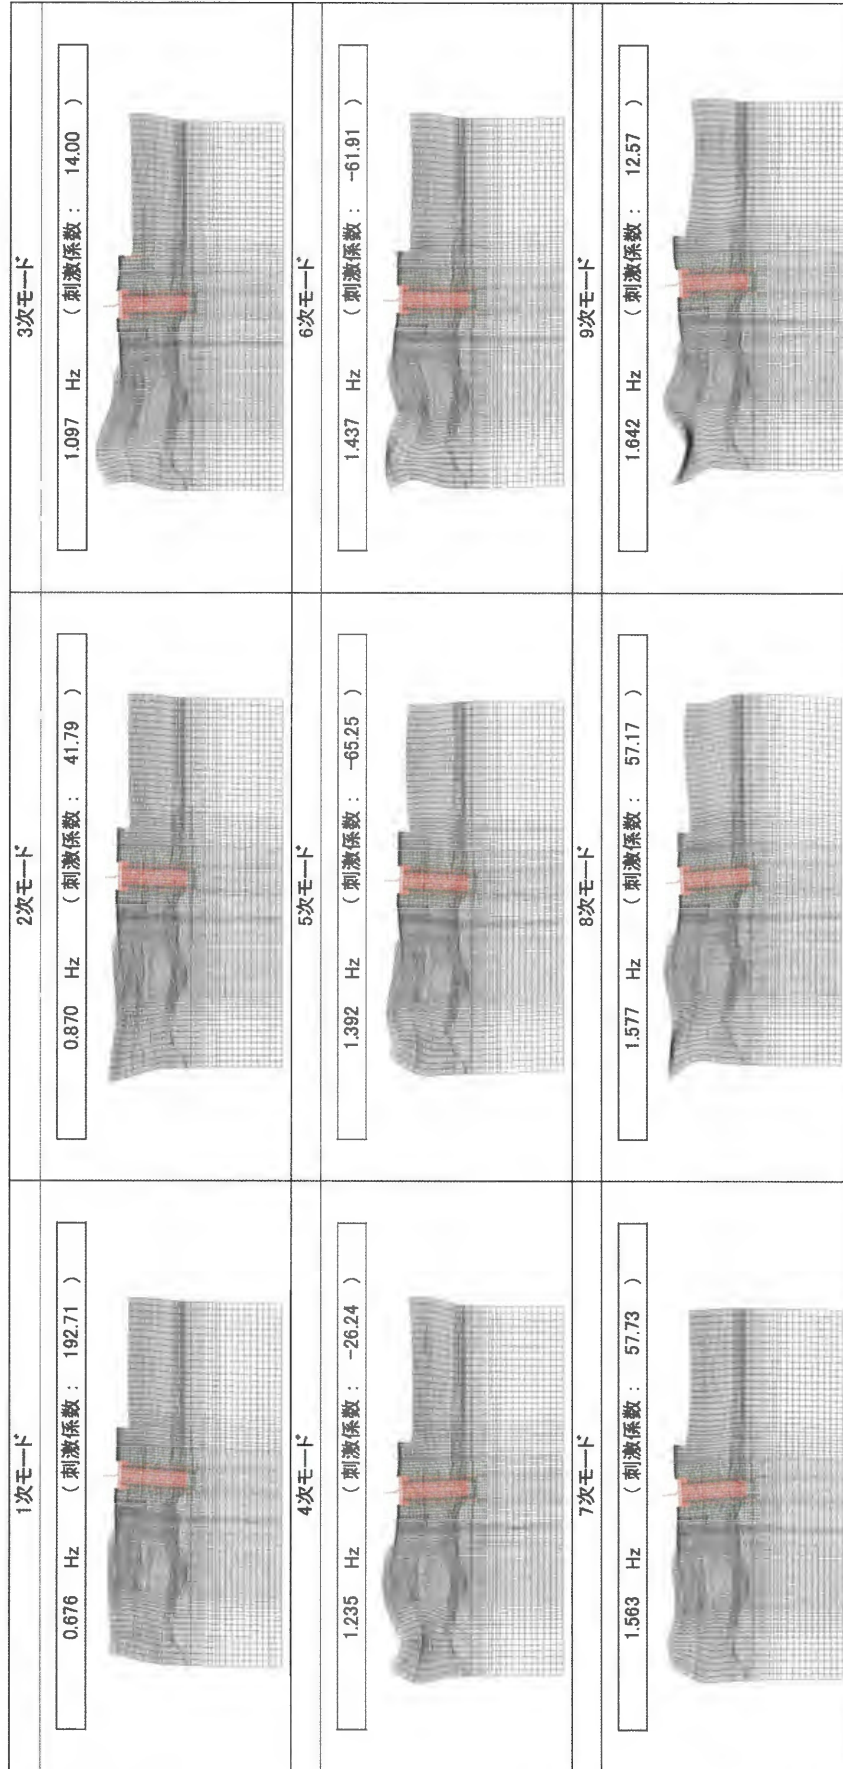 1次モード
0.676 Hz ( 刺激係数 : 192.71 )
2次モード
0.870 Hz ( 刺激係数 : 41.79 )
3次モード
1.097 Hz ( 刺激係数 : 14.00 )
4次モード
1.235 Hz ( 刺激係数 : -26.24 )
5次モード
1.392 Hz ( 刺激係数 : -65.25 )
6次モード
1.437 Hz ( 刺激係数 : -61.91 )
7次モード
1.563 Hz ( 刺激係数 : 57.73 )
8次モード
1.577 Hz ( 刺激係数 : 57.17 )
9次モード
1.642 Hz ( 刺激係数 : 12.57 )